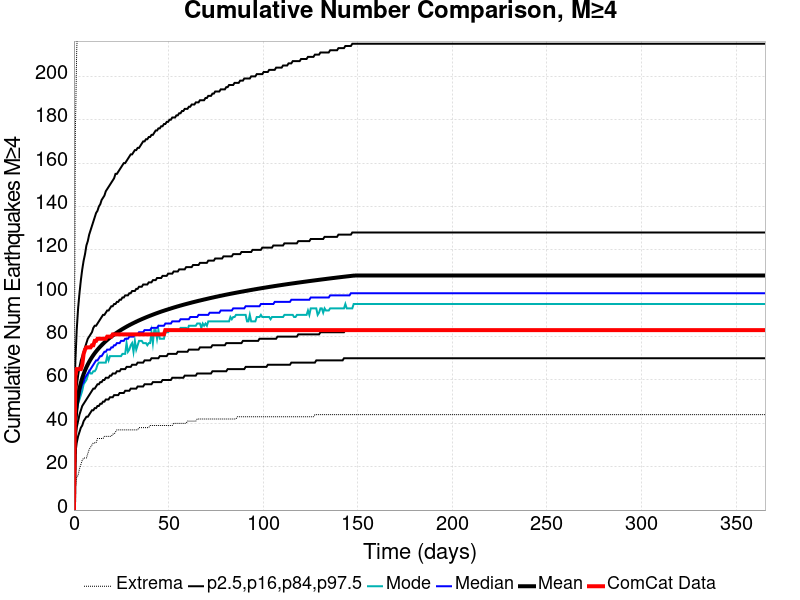 Cumulative Number Comparison, M≥4
Cumulative Num Earthquakes M≥4
200
180
160
140
120
100
80
60
40
20
0
0 50 100 150 200 250 300 350
Time (days)
Extrema p2.5,p16,p84,p97.5 Mode Median Mean ComCat Data